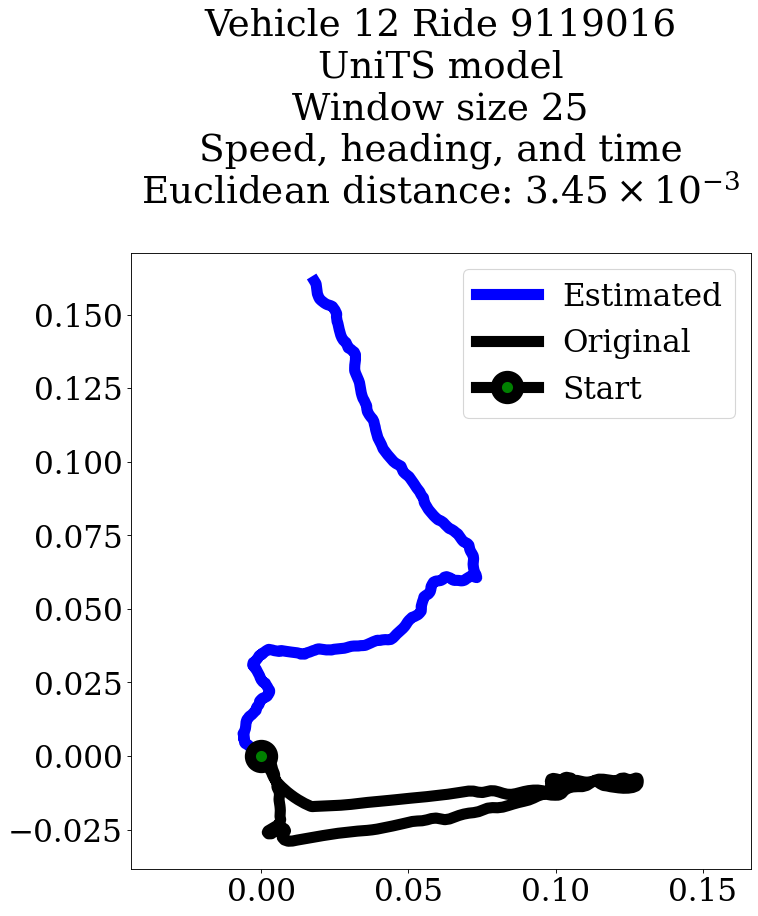 Vehicle 12 Ride 9119016
UniTS model
Window size 25
Speed, heading, and time
Euclidean distance: 3.45 × 10⁻³
Estimated
Original
Start
0.150
0.125
0.100
0.075
0.050
0.025
0.000
−0.025
0.00 0.05 0.10 0.15